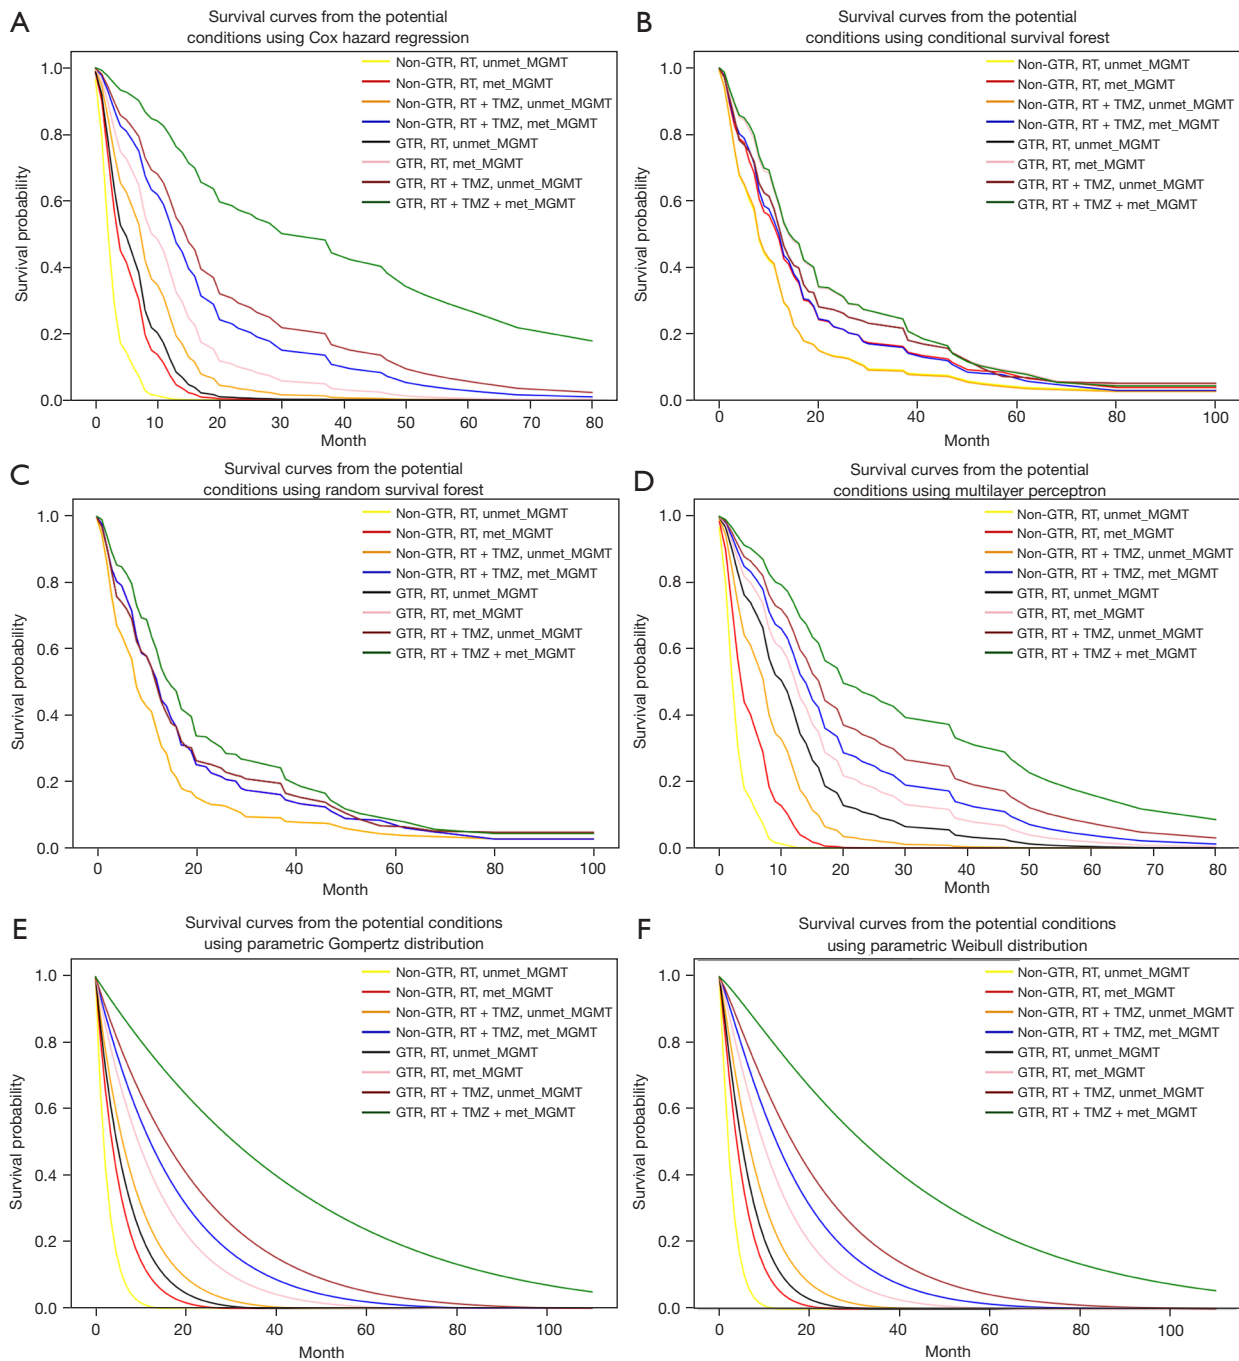 A
Survival curves from the potential
conditions using Cox hazard regression
Survival probability
1.0
0.8
0.6
0.4
0.2
0.0
Non-GTR, RT, unmet_MGMT
Non-GTR, RT, met_MGMT
Non-GTR, RT + TMZ, unmet_MGMT
Non-GTR, RT + TMZ, met_MGMT
GTR, RT, unmet_MGMT
GTR, RT, met_MGMT
GTR, RT + TMZ, unmet_MGMT
GTR, RT + TMZ + met_MGMT
0 10 20 30 40 50 60 70 80
Month
B
Survival curves from the potential
conditions using conditional survival forest
Survival probability
1.0
0.8
0.6
0.4
0.2
0.0
Non-GTR, RT, unmet_MGMT
Non-GTR, RT, met_MGMT
Non-GTR, RT + TMZ, unmet_MGMT
Non-GTR, RT + TMZ, met_MGMT
GTR, RT, unmet_MGMT
GTR, RT, met_MGMT
GTR, RT + TMZ, unmet_MGMT
GTR, RT + TMZ + met_MGMT
0 20 40 60 80 100
Month
C
Survival curves from the potential
conditions using random survival forest
Survival probability
1.0
0.8
0.6
0.4
0.2
0.0
Non-GTR, RT, unmet_MGMT
Non-GTR, RT, met_MGMT
Non-GTR, RT + TMZ, unmet_MGMT
Non-GTR, RT + TMZ, met_MGMT
GTR, RT, unmet_MGMT
GTR, RT, met_MGMT
GTR, RT + TMZ, unmet_MGMT
GTR, RT + TMZ + met_MGMT
0 20 40 60 80 100
Month
D
Survival curves from the potential
conditions using multilayer perceptron
Survival probability
1.0
0.8
0.6
0.4
0.2
0.0
Non-GTR, RT, unmet_MGMT
Non-GTR, RT, met_MGMT
Non-GTR, RT + TMZ, unmet_MGMT
Non-GTR, RT + TMZ, met_MGMT
GTR, RT, unmet_MGMT
GTR, RT, met_MGMT
GTR, RT + TMZ, unmet_MGMT
GTR, RT + TMZ + met_MGMT
0 10 20 30 40 50 60 70 80
Month
E
Survival curves from the potential conditions
using parametric Gompertz distribution
Survival probability
1.0
0.8
0.6
0.4
0.2
0.0
Non-GTR, RT, unmet_MGMT
Non-GTR, RT, met_MGMT
Non-GTR, RT + TMZ, unmet_MGMT
Non-GTR, RT + TMZ, met_MGMT
GTR, RT, unmet_MGMT
GTR, RT, met_MGMT
GTR, RT + TMZ, unmet_MGMT
GTR, RT + TMZ + met_MGMT
0 20 40 60 80 100
Month
F
Survival curves from the potential conditions
using parametric Weibull distribution
Survival probability
1.0
0.8
0.6
0.4
0.2
0.0
Non-GTR, RT, unmet_MGMT
Non-GTR, RT, met_MGMT
Non-GTR, RT + TMZ, unmet_MGMT
Non-GTR, RT + TMZ, met_MGMT
GTR, RT, unmet_MGMT
GTR, RT, met_MGMT
GTR, RT + TMZ, unmet_MGMT
GTR, RT + TMZ + met_MGMT
0 20 40 60 80 100
Month